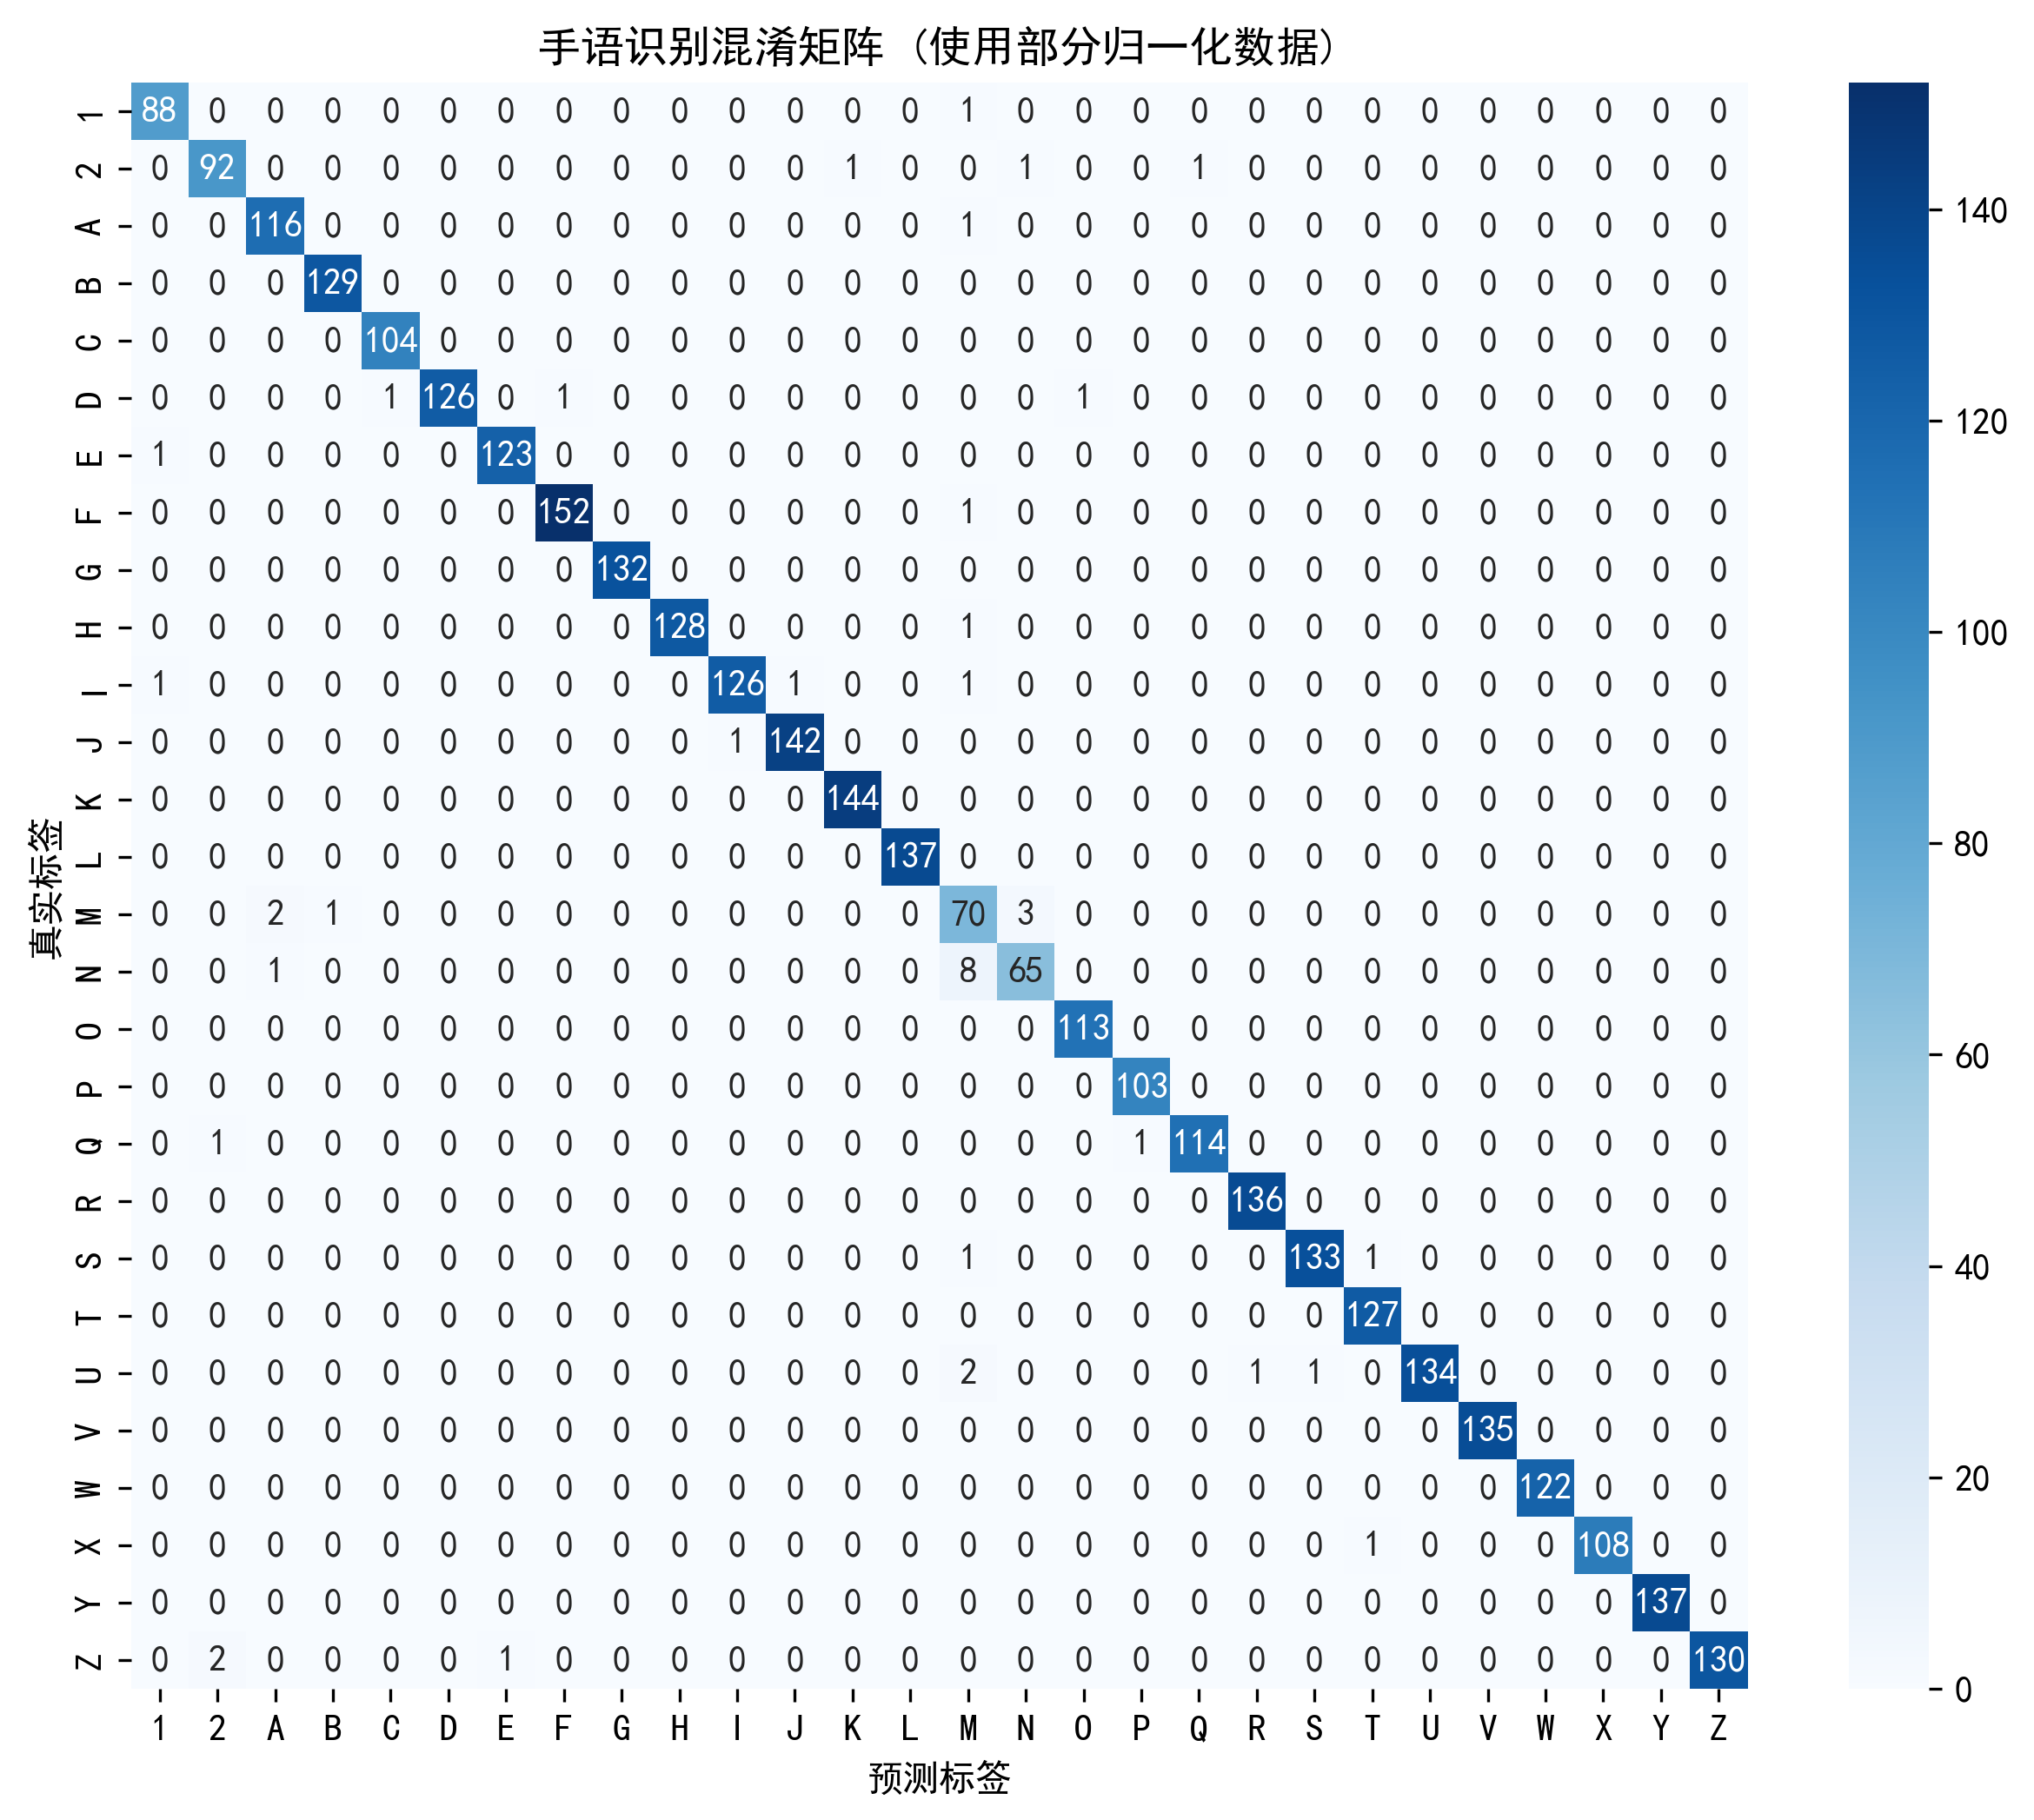 手语识别混淆矩阵 (使用部分归一化数据)
1 88 0 0 0 0 0 0 0 0 0 0 0 0 0 1 0 0 0 0 0 0 0 0 0 0 0 0 0
2 0 92 0 0 0 0 0 0 0 0 0 0 1 0 0 1 0 0 1 0 0 0 0 0 0 0 0 0
A 0 0 116 0 0 0 0 0 0 0 0 0 0 0 1 0 0 0 0 0 0 0 0 0 0 0 0 0
B 0 0 0 129 0 0 0 0 0 0 0 0 0 0 0 0 0 0 0 0 0 0 0 0 0 0 0 0
C 0 0 0 0 104 0 0 0 0 0 0 0 0 0 0 0 0 0 0 0 0 0 0 0 0 0 0 0
D 0 0 0 0 1 126 0 1 0 0 0 0 0 0 0 0 1 0 0 0 0 0 0 0 0 0 0 0
E 1 0 0 0 0 0 123 0 0 0 0 0 0 0 0 0 0 0 0 0 0 0 0 0 0 0 0 0
F 0 0 0 0 0 0 0 152 0 0 0 0 0 0 1 0 0 0 0 0 0 0 0 0 0 0 0 0
G 0 0 0 0 0 0 0 0 132 0 0 0 0 0 0 0 0 0 0 0 0 0 0 0 0 0 0 0
H 0 0 0 0 0 0 0 0 0 128 0 0 0 0 1 0 0 0 0 0 0 0 0 0 0 0 0 0
I 1 0 0 0 0 0 0 0 0 0 126 1 0 0 1 0 0 0 0 0 0 0 0 0 0 0 0 0
J 0 0 0 0 0 0 0 0 0 0 1 142 0 0 0 0 0 0 0 0 0 0 0 0 0 0 0 0
K 0 0 0 0 0 0 0 0 0 0 0 0 144 0 0 0 0 0 0 0 0 0 0 0 0 0 0 0
L 0 0 0 0 0 0 0 0 0 0 0 0 0 137 0 0 0 0 0 0 0 0 0 0 0 0 0 0
M 0 0 2 1 0 0 0 0 0 0 0 0 0 0 70 3 0 0 0 0 0 0 0 0 0 0 0 0
N 0 0 1 0 0 0 0 0 0 0 0 0 0 0 8 65 0 0 0 0 0 0 0 0 0 0 0 0
O 0 0 0 0 0 0 0 0 0 0 0 0 0 0 0 0 113 0 0 0 0 0 0 0 0 0 0 0
P 0 0 0 0 0 0 0 0 0 0 0 0 0 0 0 0 0 103 0 0 0 0 0 0 0 0 0 0
Q 0 1 0 0 0 0 0 0 0 0 0 0 0 0 0 0 0 1 114 0 0 0 0 0 0 0 0 0
R 0 0 0 0 0 0 0 0 0 0 0 0 0 0 0 0 0 0 0 136 0 0 0 0 0 0 0 0
S 0 0 0 0 0 0 0 0 0 0 0 0 0 0 1 0 0 0 0 0 133 1 0 0 0 0 0 0
T 0 0 0 0 0 0 0 0 0 0 0 0 0 0 0 0 0 0 0 0 0 127 0 0 0 0 0 0
U 0 0 0 0 0 0 0 0 0 0 0 0 0 0 2 0 0 0 0 1 1 0 134 0 0 0 0 0
V 0 0 0 0 0 0 0 0 0 0 0 0 0 0 0 0 0 0 0 0 0 0 0 135 0 0 0 0
W 0 0 0 0 0 0 0 0 0 0 0 0 0 0 0 0 0 0 0 0 0 0 0 0 122 0 0 0
X 0 0 0 0 0 0 0 0 0 0 0 0 0 0 0 0 0 0 0 0 0 1 0 0 0 108 0 0
Y 0 0 0 0 0 0 0 0 0 0 0 0 0 0 0 0 0 0 0 0 0 0 0 0 0 0 137 0
Z 0 2 0 0 0 0 1 0 0 0 0 0 0 0 0 0 0 0 0 0 0 0 0 0 0 0 0 130
1 2 A B C D E F G H I J K L M N O P Q R S T U V W X Y Z
预测标签
真实标签
140
120
100
80
60
40
20
0